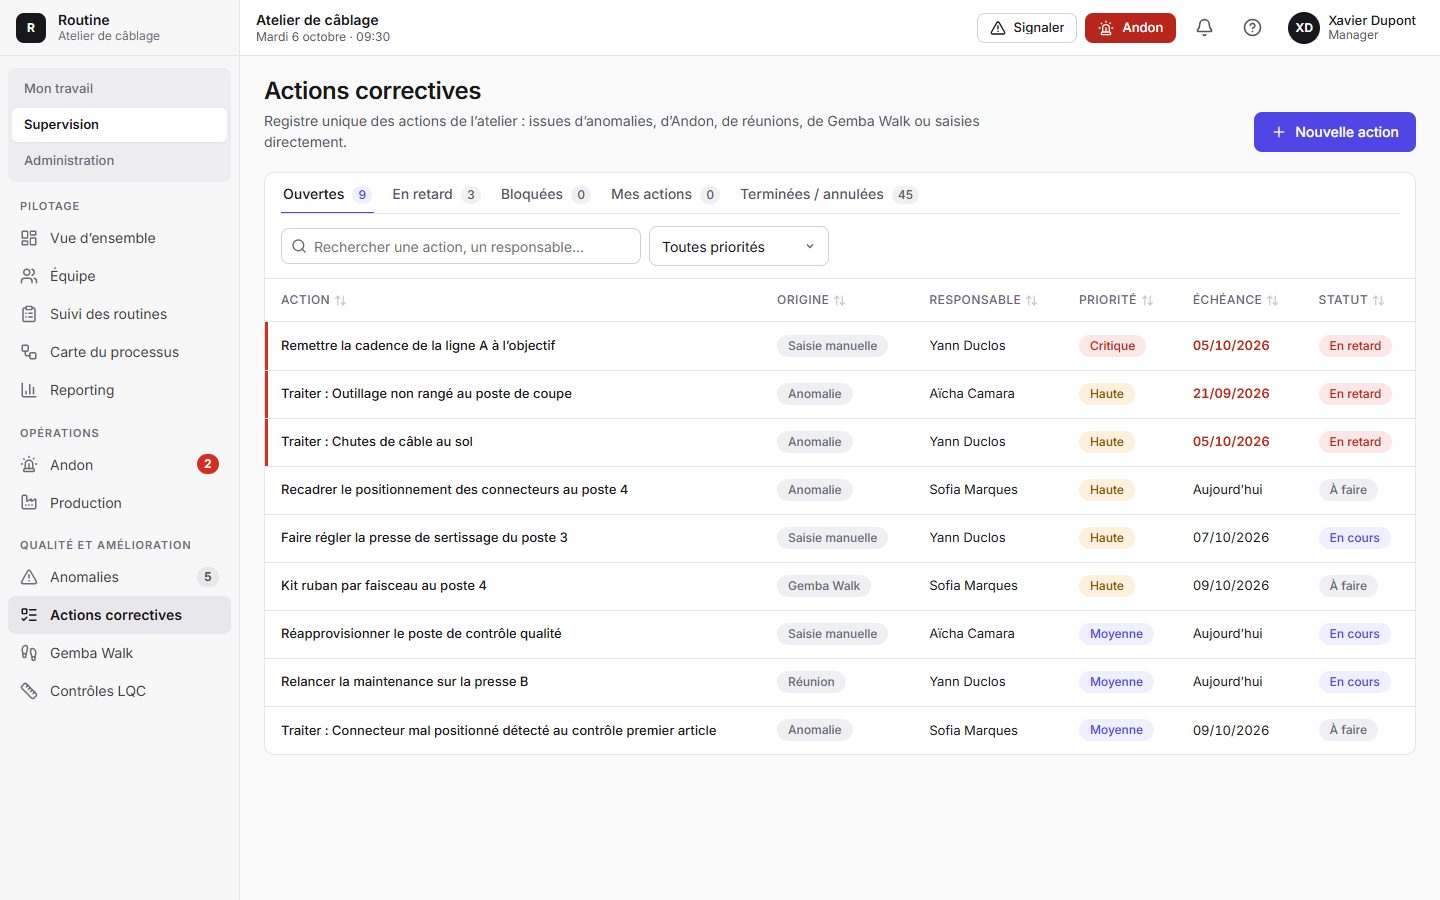 R
Routine
Atelier de câblage
Atelier de câblage
Mardi 6 octobre · 09:30
Signaler
Andon
XD
Xavier Dupont
Manager
Mon travail
Supervision
Administration
PILOTAGE
Vue d’ensemble
Équipe
Suivi des routines
Carte du processus
Reporting
OPÉRATIONS
Andon 2
Production
QUALITÉ ET AMÉLIORATION
Anomalies 5
Actions correctives
Gemba Walk
Contrôles LQC
Actions correctives
Registre unique des actions de l’atelier : issues d’anomalies, d’Andon, de réunions, de Gemba Walk ou saisies
directement.
Nouvelle action
Ouvertes 9 En retard 3 Bloquées 0 Mes actions 0 Terminées / annulées 45
Rechercher une action, un responsable... Toutes priorités
ACTION ORIGINE RESPONSABLE PRIORITÉ ÉCHÉANCE STATUT
Remettre la cadence de la ligne A à l’objectif Saisie manuelle Yann Duclos Critique 05/10/2026 En retard
Traiter : Outillage non rangé au poste de coupe Anomalie Aïcha Camara Haute 21/09/2026 En retard
Traiter : Chutes de câble au sol Anomalie Yann Duclos Haute 05/10/2026 En retard
Recadrer le positionnement des connecteurs au poste 4 Anomalie Sofia Marques Haute Aujourd’hui À faire
Faire régler la presse de sertissage du poste 3 Saisie manuelle Yann Duclos Haute 07/10/2026 En cours
Kit ruban par faisceau au poste 4 Gemba Walk Sofia Marques Haute 09/10/2026 À faire
Réapprovisionner le poste de contrôle qualité Saisie manuelle Aïcha Camara Moyenne Aujourd’hui En cours
Relancer la maintenance sur la presse B Réunion Yann Duclos Moyenne Aujourd’hui En cours
Traiter : Connecteur mal positionné détecté au contrôle premier article Anomalie Sofia Marques Moyenne 09/10/2026 À faire